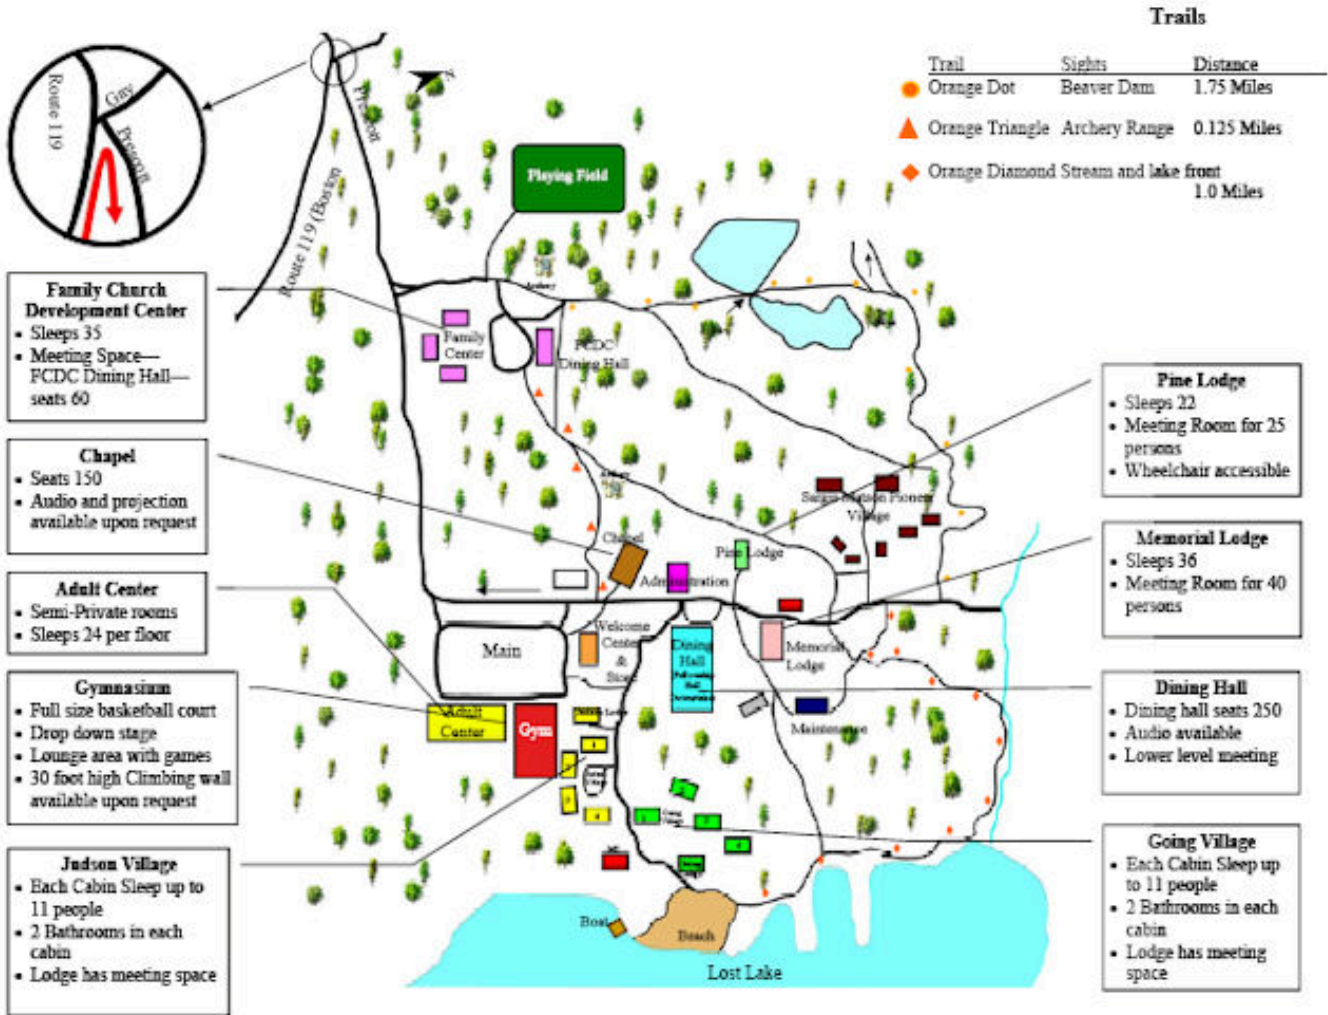 Trails
Trail Sights Distance
Orange Dot Beaver Dam 1.75 Miles
Orange Triangle Archery Range 0.125 Miles
Orange Diamond Stream and lake front
1.0 Miles
Route 119
Gay
Prescott
Prescott
Route 119 (Boston
Playing Field
Family Church
Development Center
• Sleeps 35
• Meeting Space—
FCDC Dining Hall—
seats 60
Chapel
• Seats 150
• Audio and projection
available upon request
Adult Center
• Semi-Private rooms
• Sleeps 24 per floor
Gymnasium
• Full size basketball court
• Drop down stage
• Lounge area with games
• 30 foot high Climbing wall
available upon request
Judson Village
• Each Cabin Sleep up to
11 people
• 2 Bathrooms in each
cabin
• Lodge has meeting space
Archery
Family
Center
FCDC
Dining Hall
Chapel
Administration
Pine Lodge
Village
Main
Welcome
Center
&
Store
Dining
Hall
Memorial
Lodge
Maintenance
Adult
Center
Gym
Boat
Beach
Lost Lake
Pine Lodge
• Sleeps 22
• Meeting Room for 25
persons
• Wheelchair accessible
Memorial Lodge
• Sleeps 36
• Meeting Room for 40
persons
Dining Hall
• Dining hall seats 250
• Audio available
• Lower level meeting
Going Village
• Each Cabin Sleep up
to 11 people
• 2 Bathrooms in each
cabin
• Lodge has meeting
space